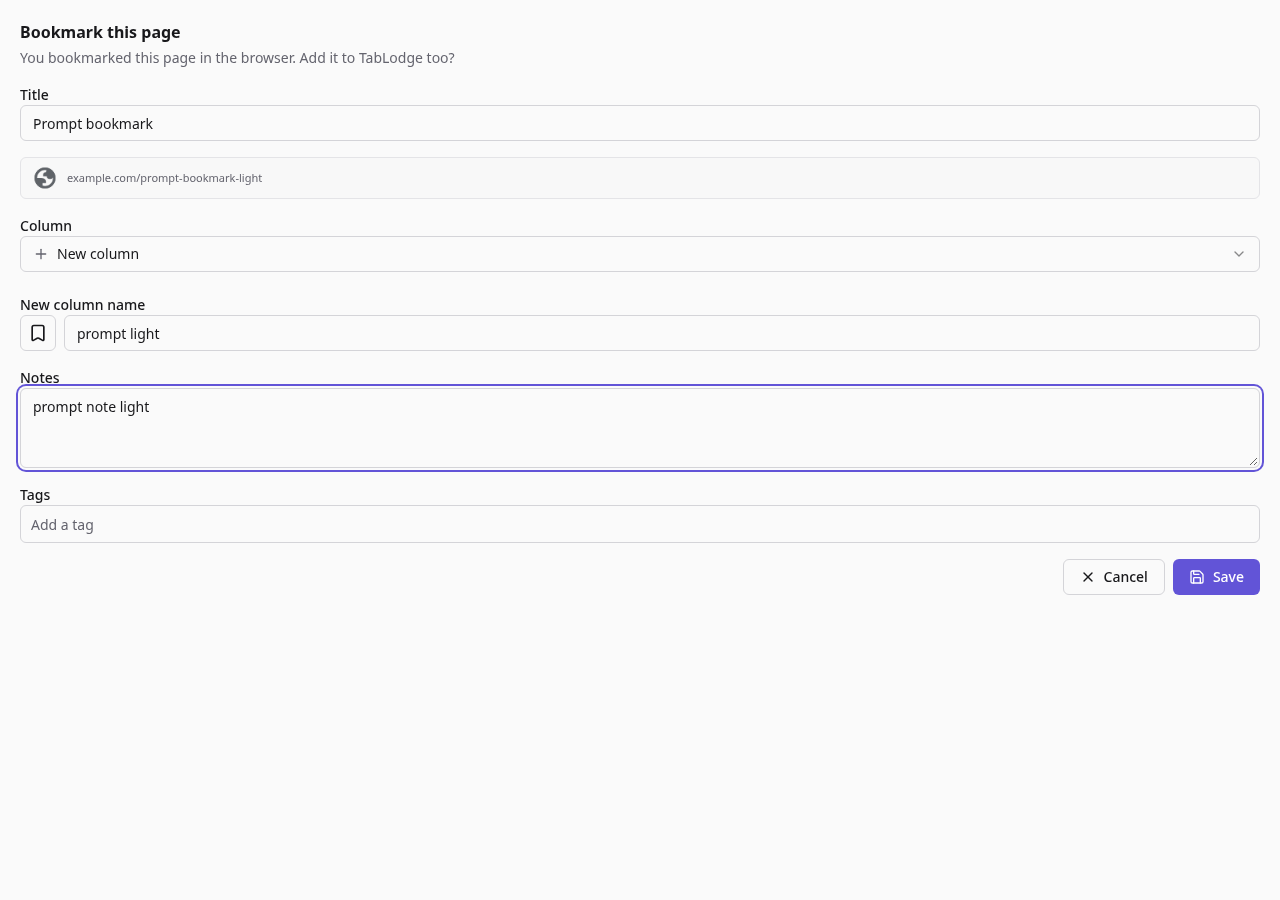 Bookmark this page
You bookmarked this page in the browser. Add it to TabLodge too?
Title
Prompt bookmark
example.com/prompt-bookmark-light
Column
New column
New column name
prompt light
Notes
prompt note light
Tags
Add a tag
Cancel
Save